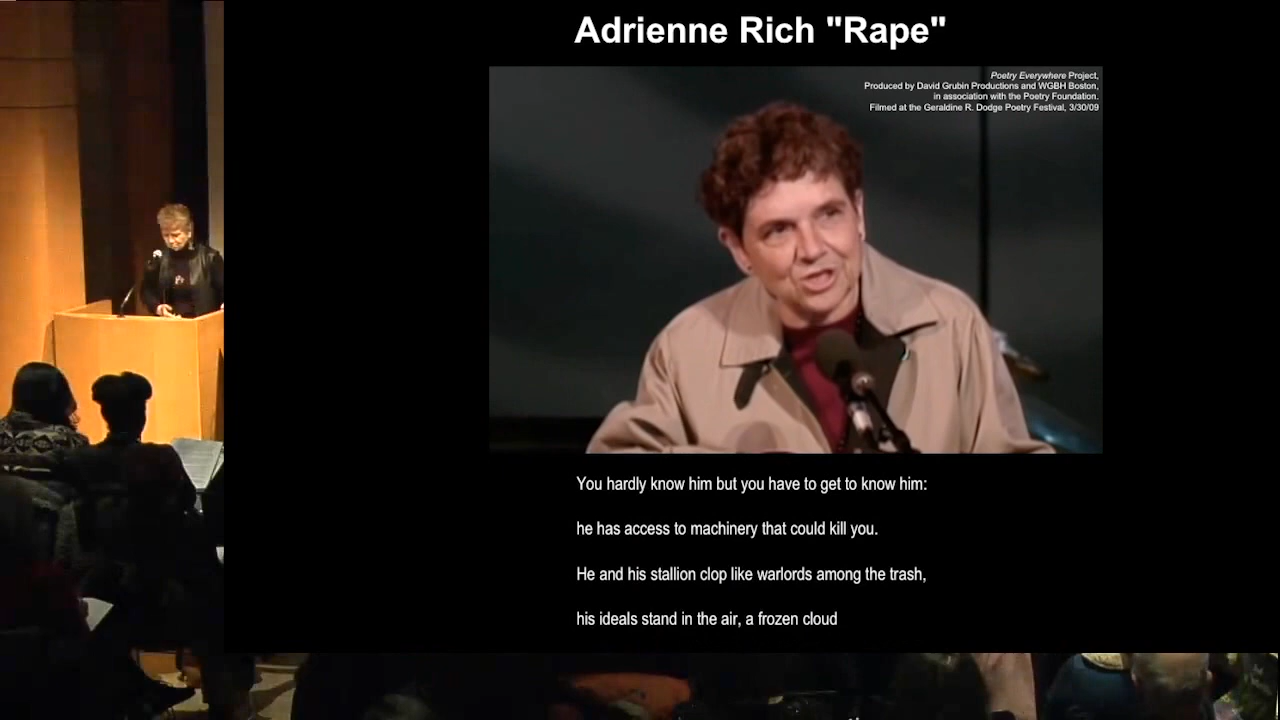 Adrienne Rich "Rape"
Poetry Everywhere Project,
Produced by David Grubin Productions and WGBH Boston,
in association with the Poetry Foundation.
Filmed at the Geraldine R. Dodge Poetry Festival, 3/30/09
You hardly know him but you have to get to know him:
he has access to machinery that could kill you.
He and his stallion clop like warlords among the trash,
his ideals stand in the air, a frozen cloud